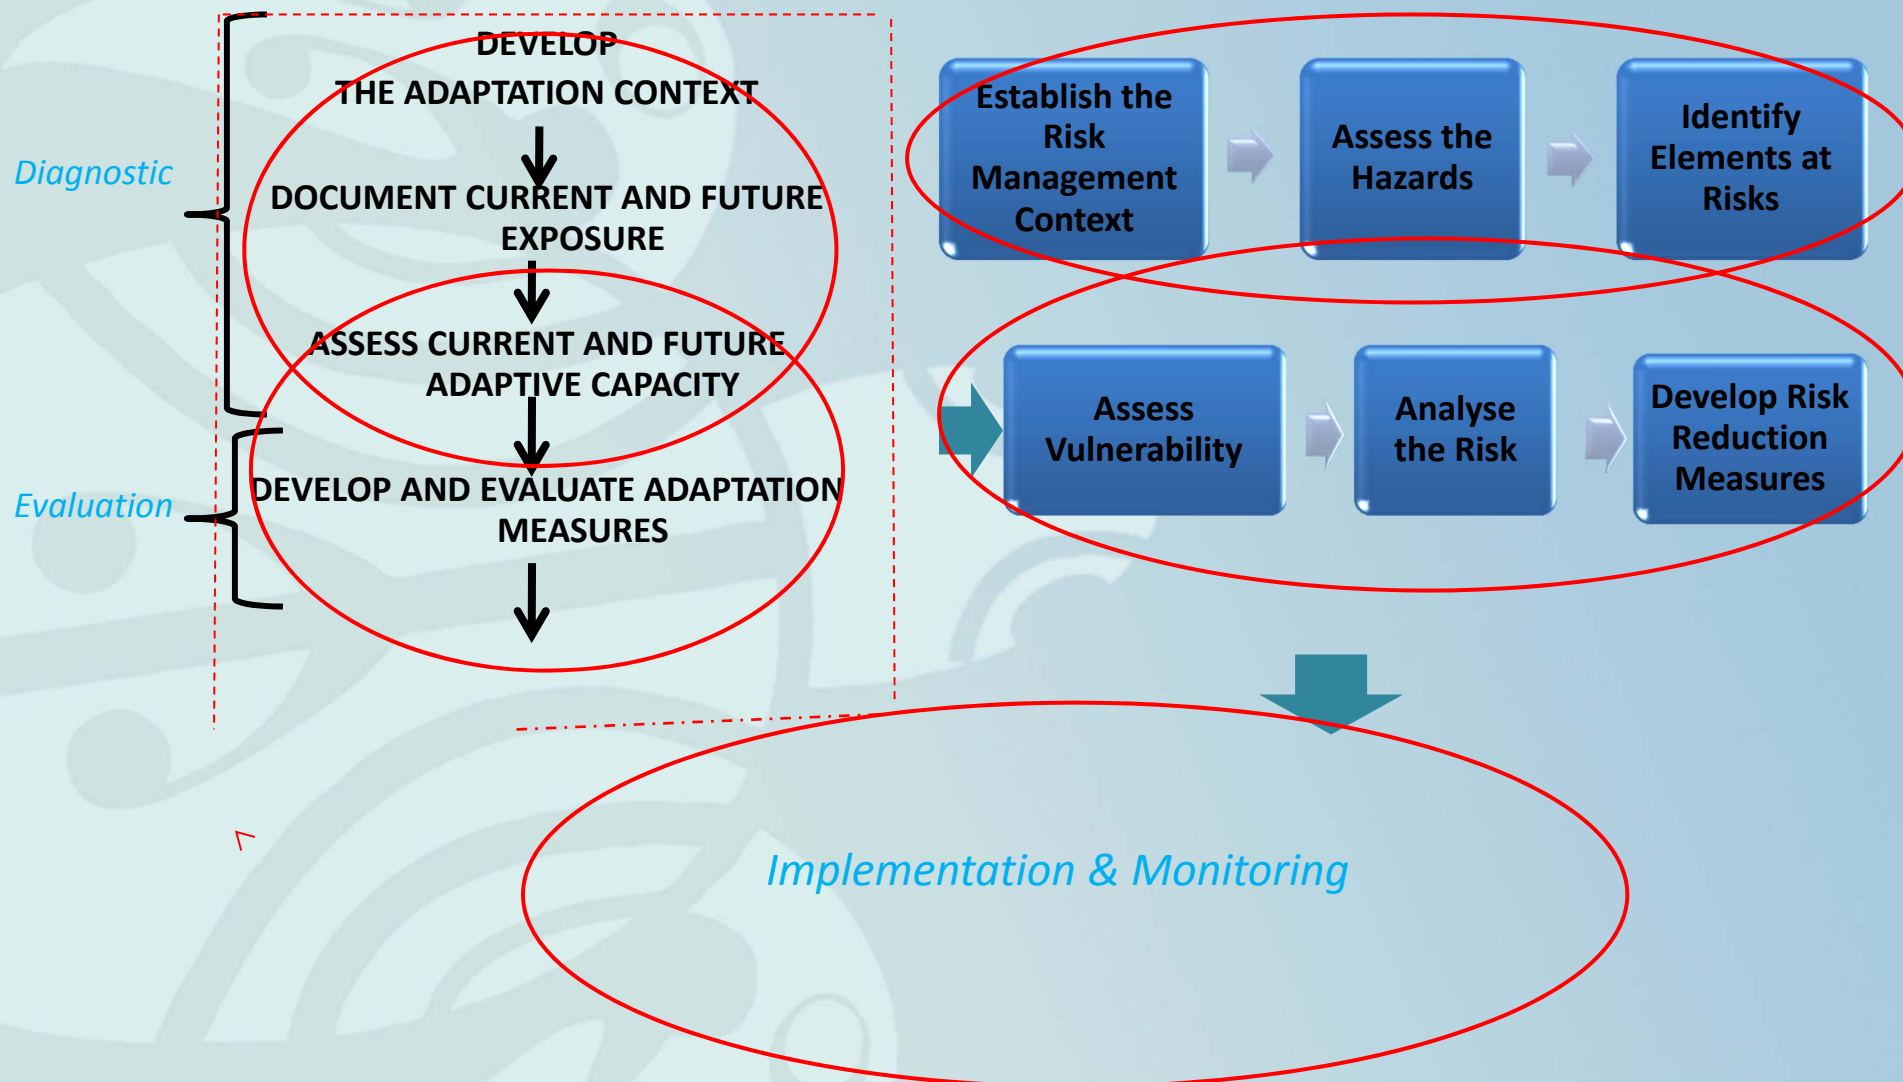 DEVELOP
THE ADAPTATION CONTEXT
Diagnostic
DOCUMENT CURRENT AND FUTURE
EXPOSURE
ASSESS CURRENT AND FUTURE
ADAPTIVE CAPACITY
Evaluation
DEVELOP AND EVALUATE ADAPTATION
MEASURES
Establish the
Risk
Management
Context
Assess the
Hazards
Identify
Elements at
Risks
Assess
Vulnerability
Analyse
the Risk
Develop Risk
Reduction
Measures
Implementation & Monitoring